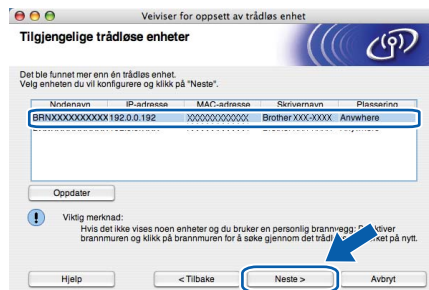 Veiviser for oppsett av trådløs enhet
Tilgjengelige trådløse enheter
Det ble funnet mer enn én trådløs enhet.
Velg enheten du vil konfigurere og klikk på "Neste".
Nodenavn IP-adresse MAC-adresse Skrivernavn Plassering
BRNXXXXXXXXXX 192.0.0.192 XXXXXXXXXXXX Brother XXX-XXXX Anywhere
Oppdater
Viktig merknad:
Hvis det ikke vises noen enheter og du bruker en personlig brannvegg:
brannmuren og klikk på brannmuren for å søke gjennom det på nytt.
Hjelp < Tilbake Neste > Avbryt